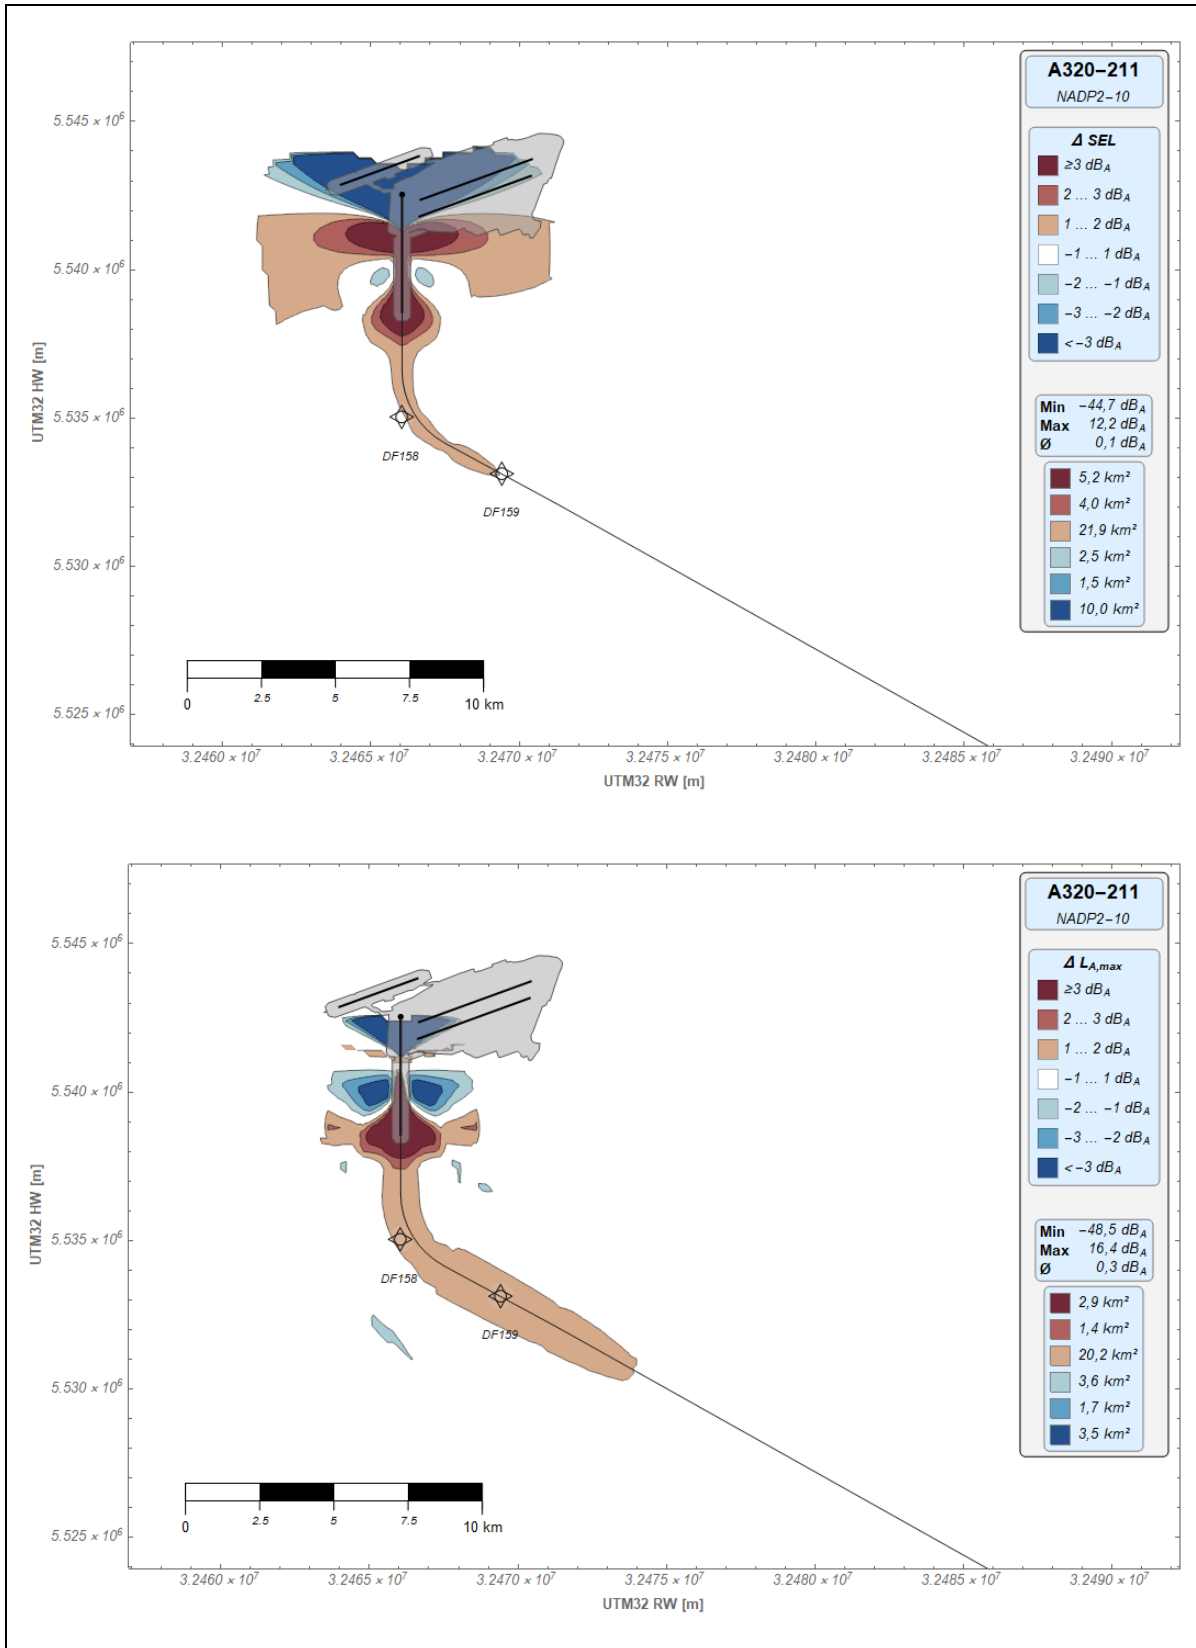 A320–211
NADP2–10
Δ SEL
≥3 dBA
2 ... 3 dBA
1 ... 2 dBA
−1 ... 1 dBA
−2 ... −1 dBA
−3 ... −2 dBA
<−3 dBA
Min −44,7 dBA
Max 12,2 dBA
Ø 0,1 dBA
5,2 km²
4,0 km²
21,9 km²
2,5 km²
1,5 km²
10,0 km²
5.545 × 10⁶
5.540 × 10⁶
5.535 × 10⁶
5.530 × 10⁶
5.525 × 10⁶
UTM32 HW [m]
DF158
DF159
0 2.5 5 7.5 10 km
3.2460 × 10⁷ 3.2465 × 10⁷ 3.2470 × 10⁷ 3.2475 × 10⁷ 3.2480 × 10⁷ 3.2485 × 10⁷ 3.2490 × 10⁷
UTM32 RW [m]
A320–211
NADP2–10
Δ LA,max
≥3 dBA
2 ... 3 dBA
1 ... 2 dBA
−1 ... 1 dBA
−2 ... −1 dBA
−3 ... −2 dBA
<−3 dBA
Min −48,5 dBA
Max 16,4 dBA
Ø 0,3 dBA
2,9 km²
1,4 km²
20,2 km²
3,6 km²
1,7 km²
3,5 km²
5.545 × 10⁶
5.540 × 10⁶
5.535 × 10⁶
5.530 × 10⁶
5.525 × 10⁶
UTM32 HW [m]
DF158
DF159
0 2.5 5 7.5 10 km
3.2460 × 10⁷ 3.2465 × 10⁷ 3.2470 × 10⁷ 3.2475 × 10⁷ 3.2480 × 10⁷ 3.2485 × 10⁷ 3.2490 × 10⁷
UTM32 RW [m]